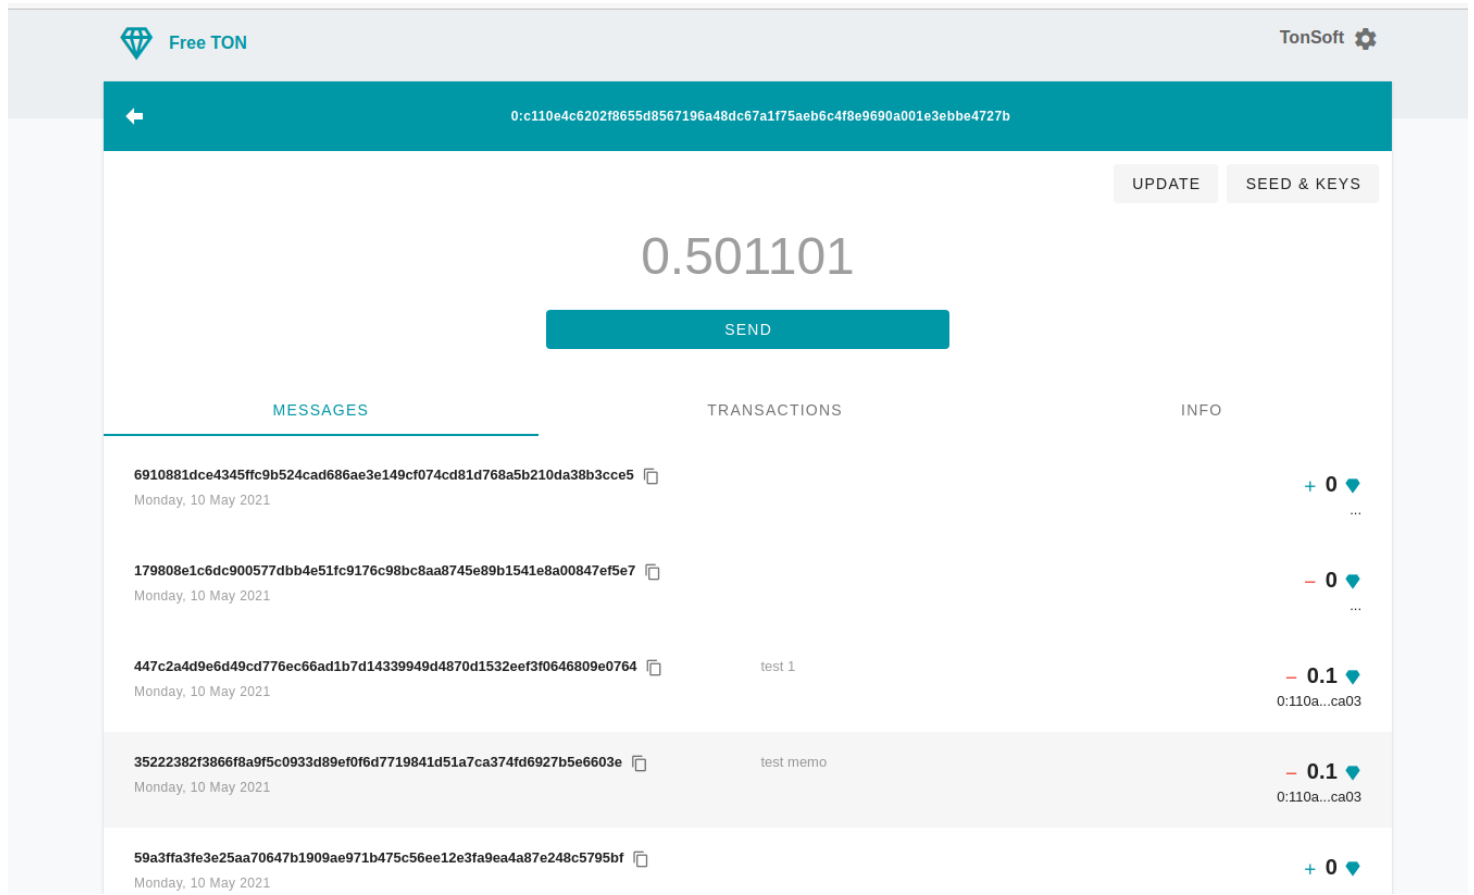 Free TON
TonSoft
0:c110e4c6202f8655d8567196a48dc67a1f75aeb6c4f8e9690a001e3ebbe4727b
UPDATE SEED & KEYS
0.501101
SEND
MESSAGES TRANSACTIONS INFO
6910881dce4345ffc9b524cad686ae3e149cf074cd81d768a5b210da38b3cce5
Monday, 10 May 2021
+ 0
...
179808e1c6dc900577dbb4e51fc9176c98bc8aa8745e89b1541e8a00847ef5e7
Monday, 10 May 2021
– 0
...
447c2a4d9e6d49cd776ec66ad1b7d14339949d4870d1532eef3f0646809e0764 test 1
Monday, 10 May 2021
– 0.1
0:110a...ca03
35222382f3866f8a9f5c0933d89ef0f6d7719841d51a7ca374fd6927b5e6603e test memo
Monday, 10 May 2021
– 0.1
0:110a...ca03
59a3ffa3fe3e25aa70647b1909ae971b475c56ee12e3fa9ea4a87e248c5795bf
Monday, 10 May 2021
+ 0